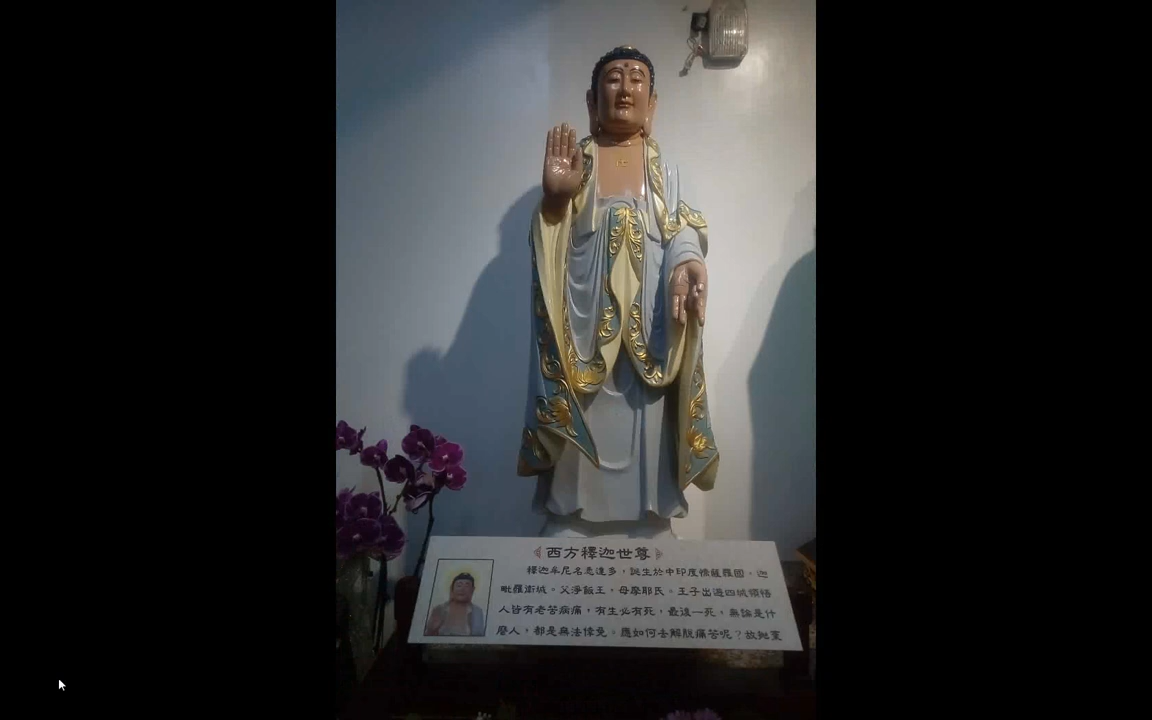 西方釋迦世尊
釋迦牟尼名悉達多，誕生於中印度憍薩羅國。迦
毗羅衛城。父淨飯王，母摩耶氏。王子出遊四城領悟
人皆有老苦病痛，有生必有死，最這一死，無論是什
麼人，都是無法倖免。應如何去解脫痛苦呢？故拋棄